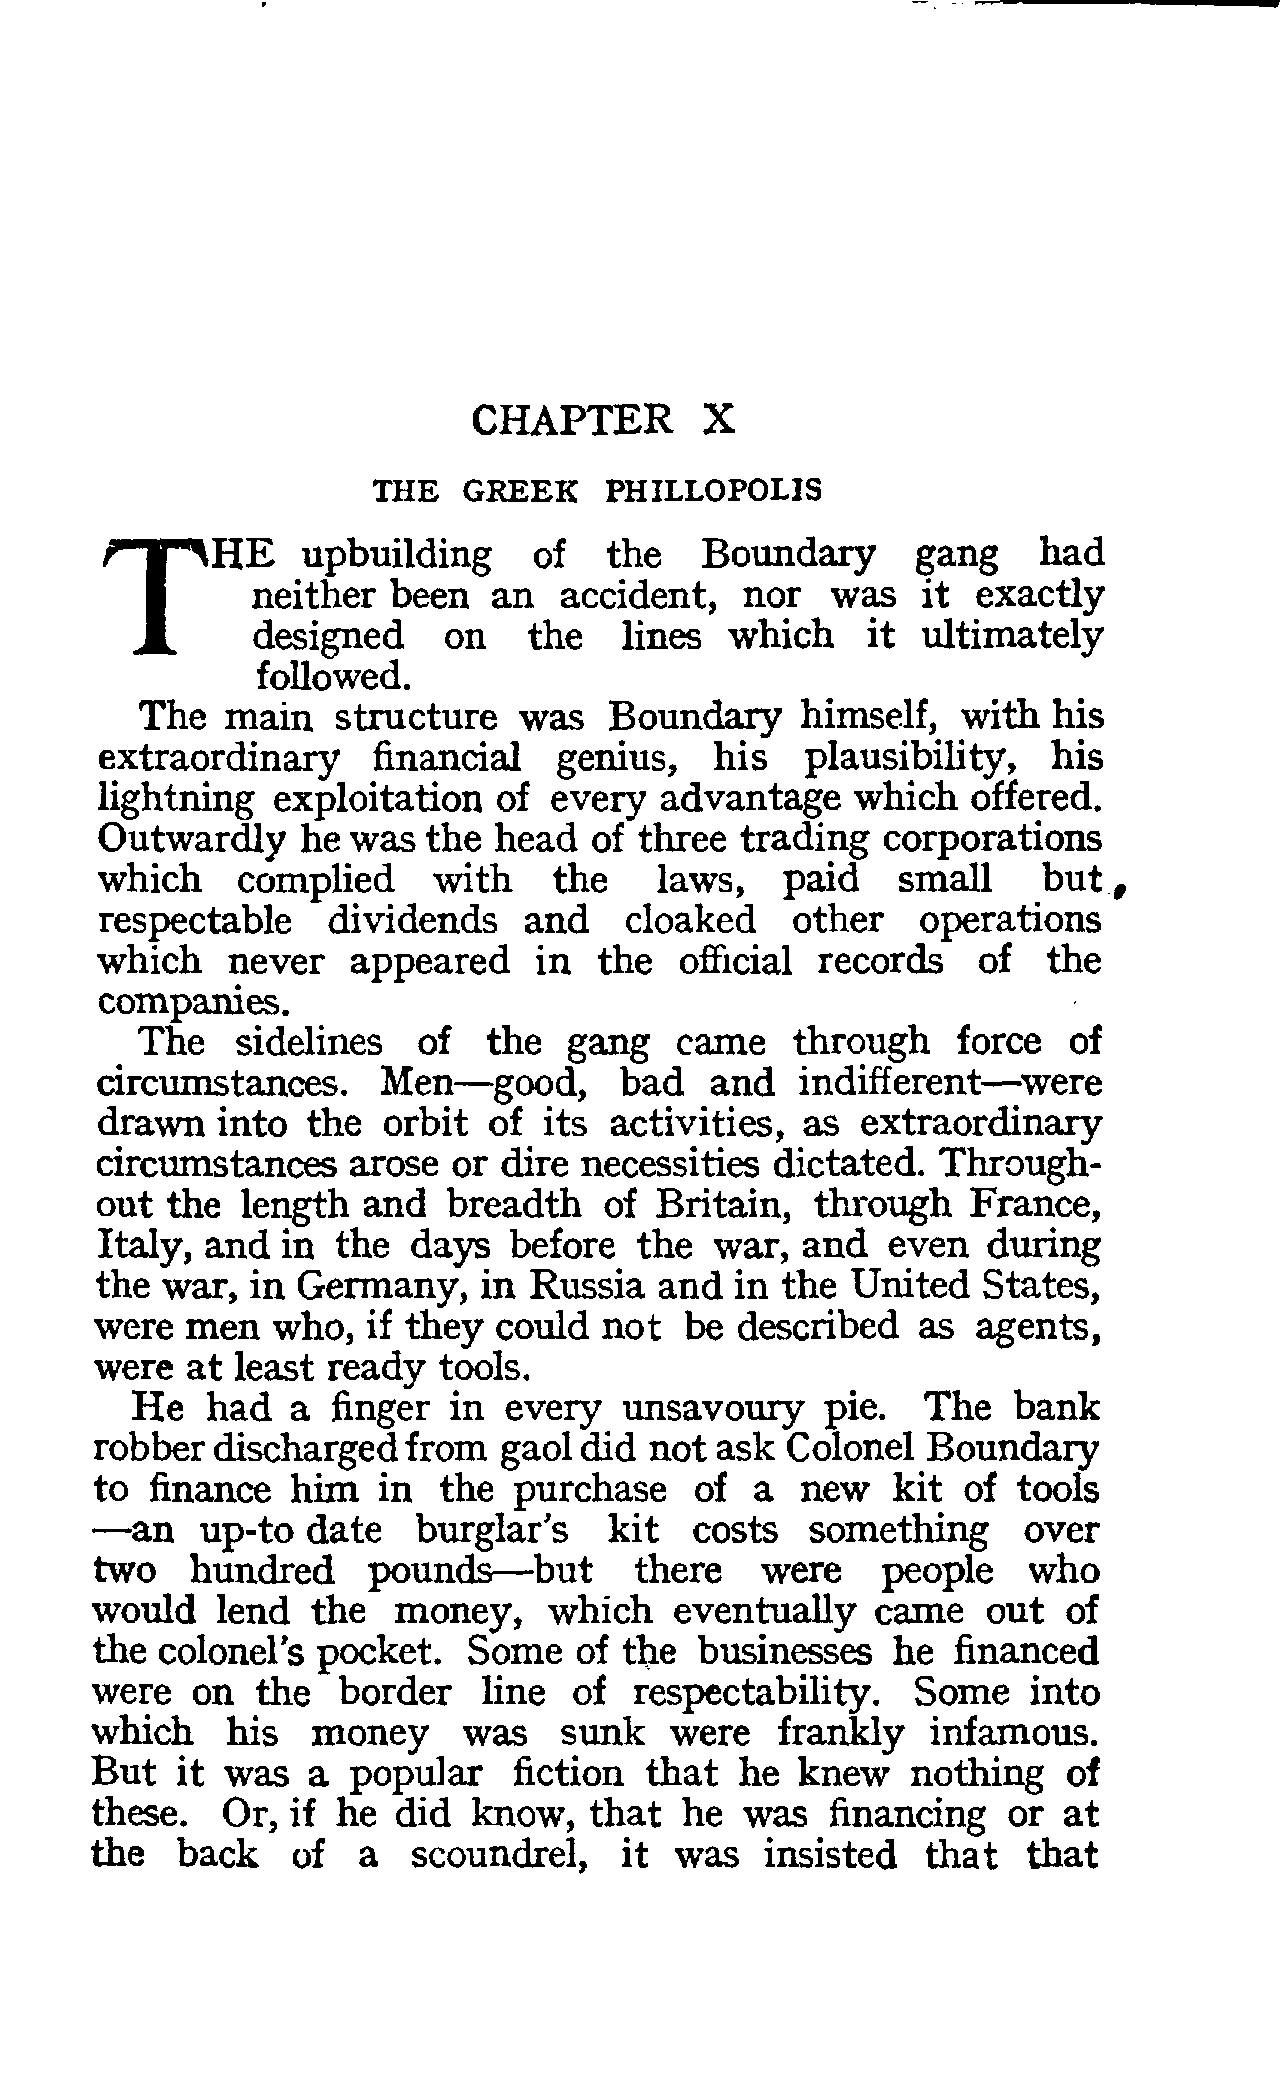 CHAPTER X
THE GREEK PHILLOPOLIS
THE upbuilding of the Boundary gang had
neither been an accident, nor was it exactly
designed on the lines which it ultimately
followed.
The main structure was Boundary himself, with his
extraordinary financial genius, his plausibility, his
lightning exploitation of every advantage which offered.
Outwardly he was the head of three trading corporations
which complied with the laws, paid small but
respectable dividends and cloaked other operations
which never appeared in the official records of the
companies.
The sidelines of the gang came through force of
circumstances. Men—good, bad and indifferent—were
drawn into the orbit of its activities, as extraordinary
circumstances arose or dire necessities dictated. Through-
out the length and breadth of Britain, through France,
Italy, and in the days before the war, and even during
the war, in Germany, in Russia and in the United States,
were men who, if they could not be described as agents,
were at least ready tools.
He had a finger in every unsavoury pie. The bank
robber discharged from gaol did not ask Colonel Boundary
to finance him in the purchase of a new kit of tools
—an up-to date burglar's kit costs something over
two hundred pounds—but there were people who
would lend the money, which eventually came out of
the colonel's pocket. Some of the businesses he financed
were on the border line of respectability. Some into
which his money was sunk were frankly infamous.
But it was a popular fiction that he knew nothing of
these. Or, if he did know, that he was financing or at
the back of a scoundrel, it was insisted that that